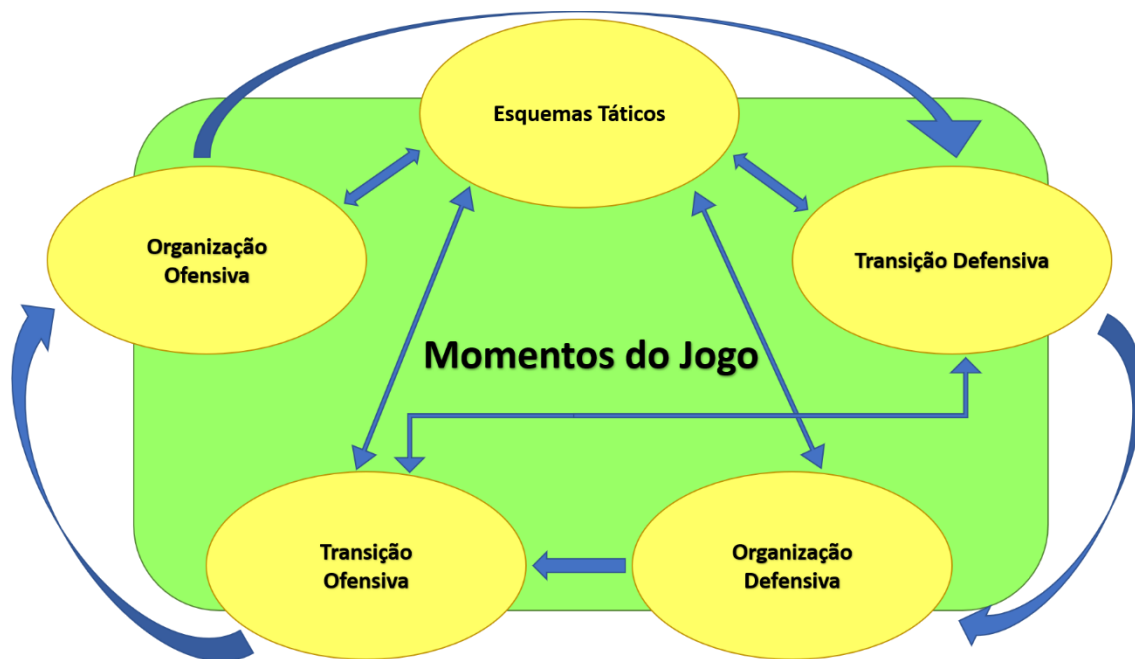 Esquemas Táticos
Organização
Ofensiva
Transição Defensiva
Momentos do Jogo
Transição
Ofensiva
Organização
Defensiva